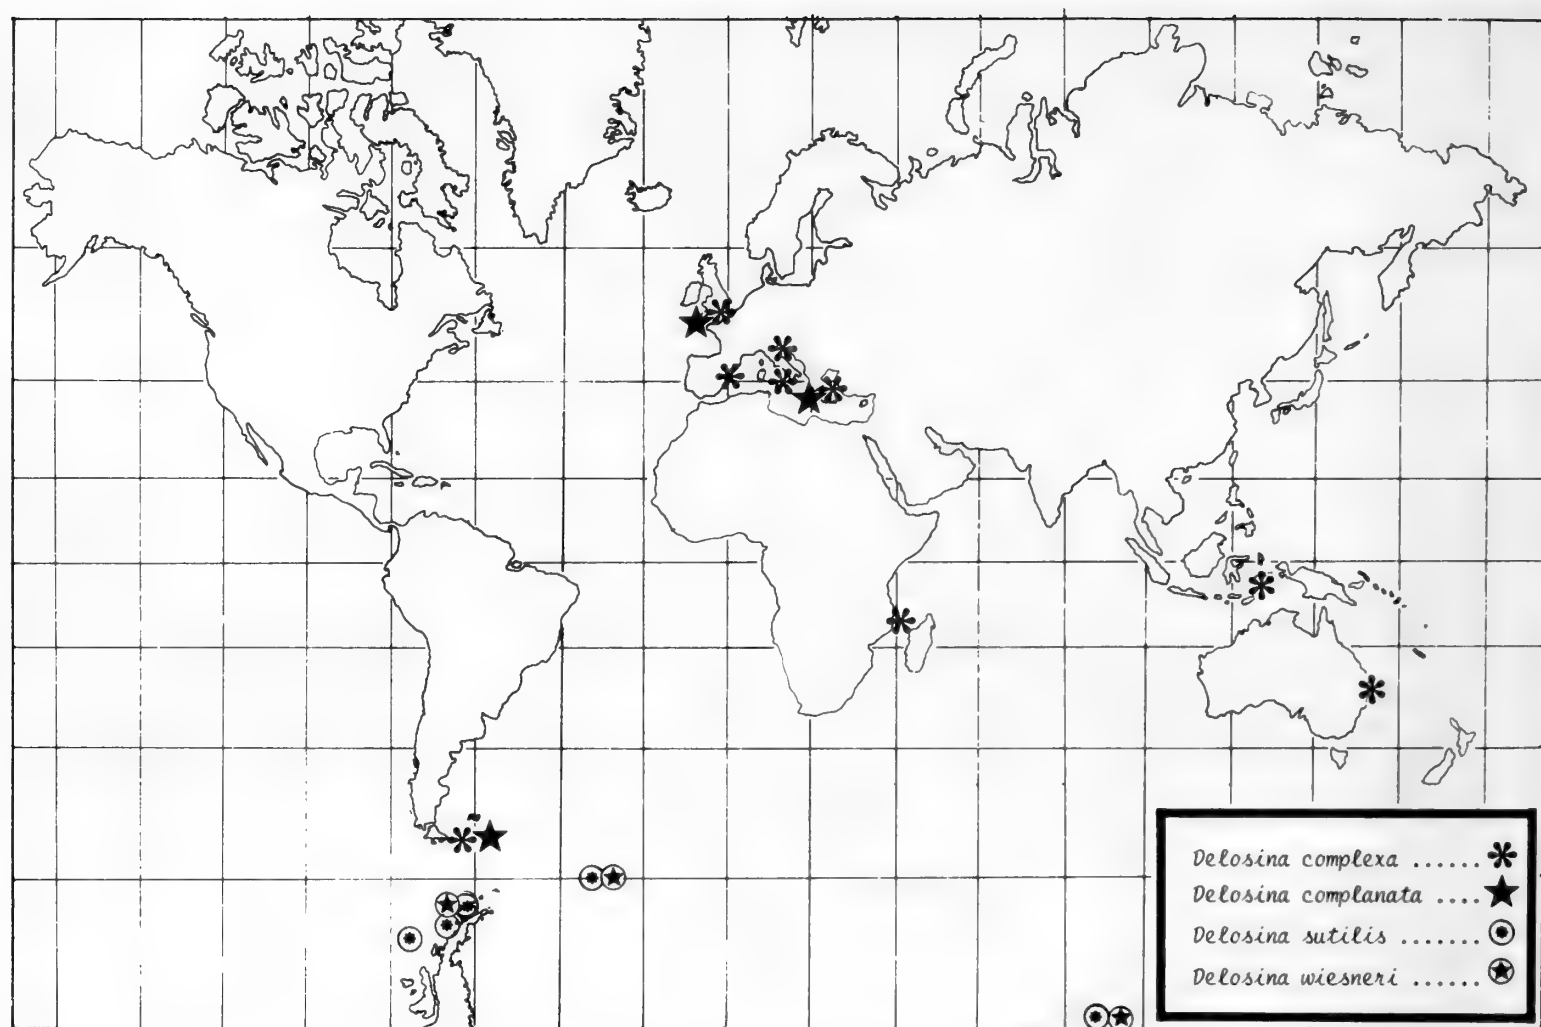 Delosina complexa ......
Delosina complanata ....
Delosina sutilis .......
Delosina wiesneri ......